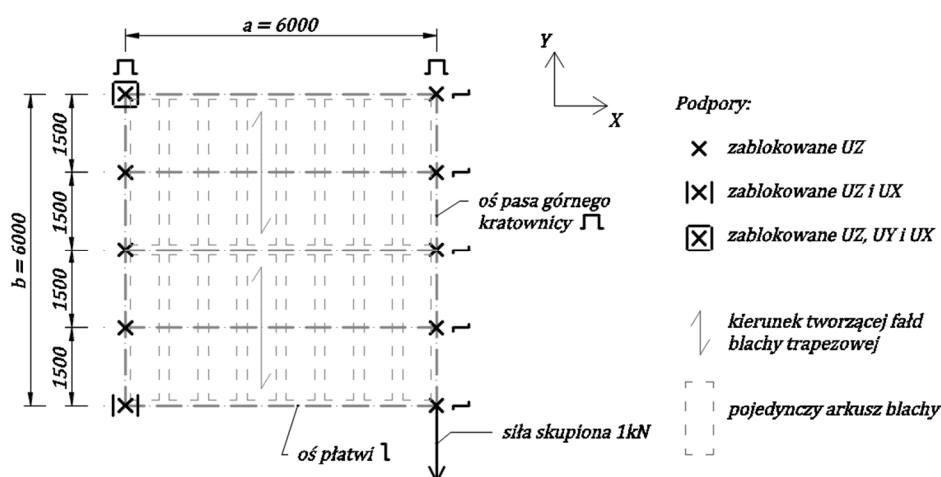 a = 6000
Y
X
b = 6000
1500
1500
1500
1500
oś pasa górnego
kratownicy
siła skupiona 1kN
oś płatwi
Podpory:
zablokowane UZ
zablokowane UZ i UX
zablokowane UZ, UY i UX
kierunek tworzącej fałd
blachy trapezowej
pojedynczy arkusz blachy